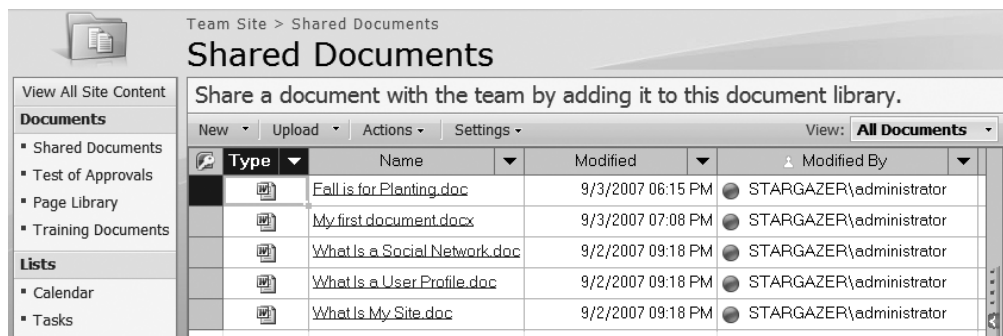 Team Site > Shared Documents
Shared Documents
View All Site Content
Documents
Shared Documents
Test of Approvals
Page Library
Training Documents
Lists
Calendar
Tasks
Share a document with the team by adding it to this document library.
New Upload Actions Settings View: All Documents
Type Name Modified Modified By
Fall is for Planting.doc 9/3/2007 06:15 PM STARGAZER\administrator
My first document.docx 9/3/2007 07:08 PM STARGAZER\administrator
What Is a Social Network.doc 9/2/2007 09:18 PM STARGAZER\administrator
What Is a User Profile.doc 9/2/2007 09:18 PM STARGAZER\administrator
What Is My Site.doc 9/2/2007 09:18 PM STARGAZER\administrator